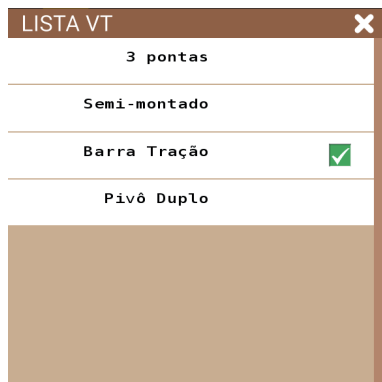 LISTA VT
3 pontas
Semi-montado
Barra Tração
Pivô Duplo